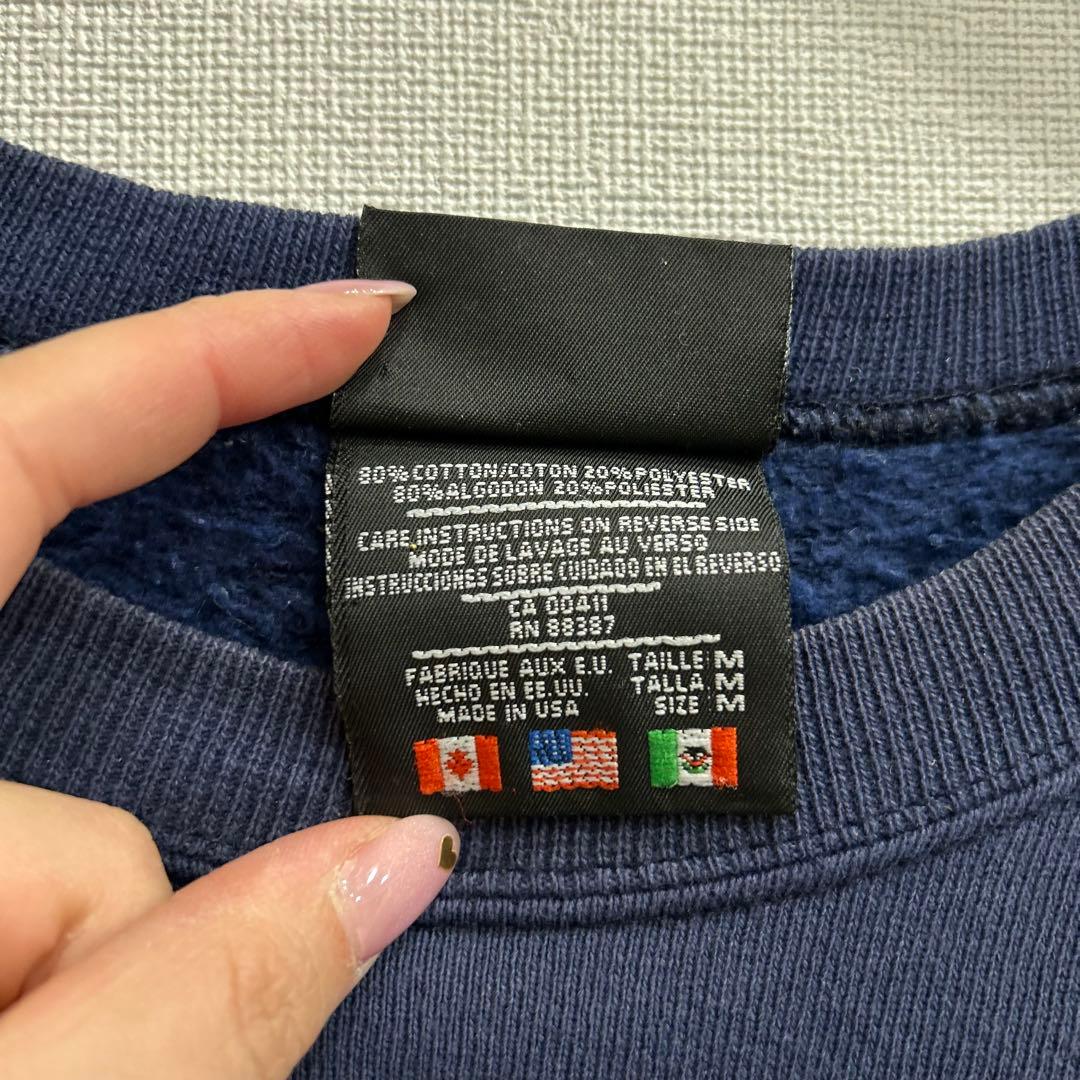 80% COTTON/COTON 20% POLYESTER
80% ALGODON 20% POLIESTER
CARE INSTRUCTIONS ON REVERSE SIDE
MODE DE LAVAGE AU VERSO
INSTRUCCIONES SOBRE CUIDADO EN EL REVERSO
CA 00411
RN 88387
FABRIQUE AUX E.U. TAILLE M
HECHO EN EE.UU. TALLA M
MADE IN USA SIZE M